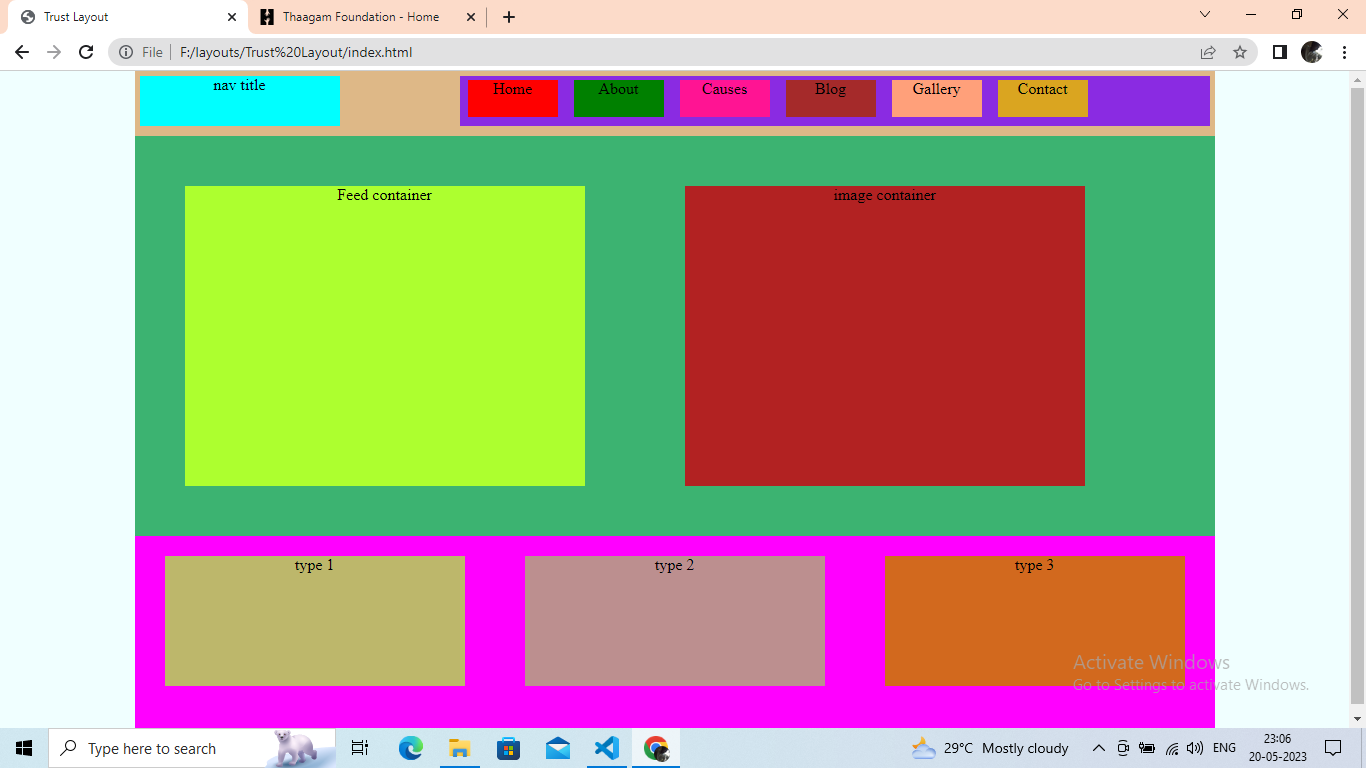 Trust Layout
Thaagam Foundation - Home
File
F:/layouts/Trust%20Layout/index.html
nav title
Home
About
Causes
Blog
Gallery
Contact
Feed container
image container
type 1
type 2
type 3
Activate Windows
Go to Settings to activate Windows.
Type here to search
29°C Mostly cloudy
ENG
23:06
20-05-2023